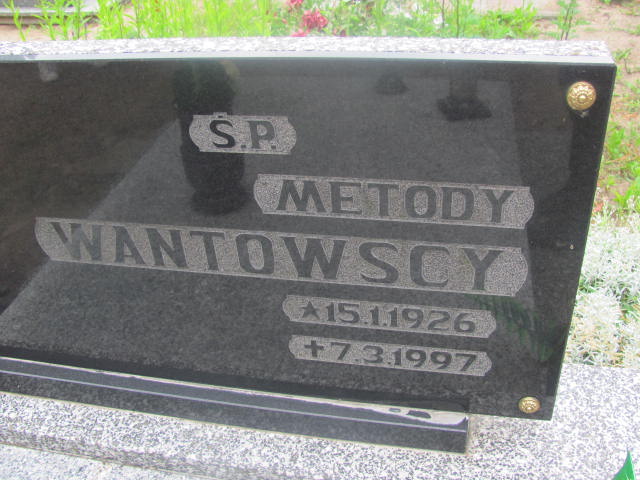 Ś.P.
METODY
WANTOWSCY
★15.1.1926
✝7.3.1997